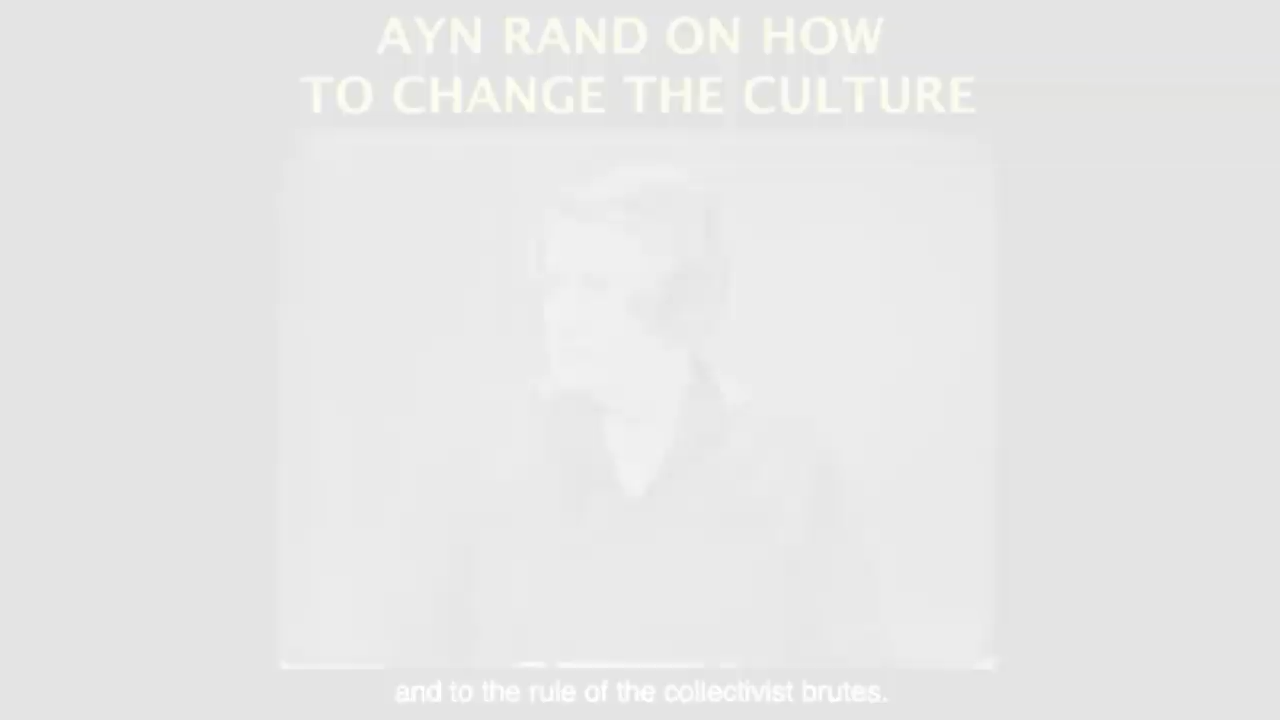 AYN RAND ON HOW
TO CHANGE THE CULTURE
and to the rule of the collectivist brutes.